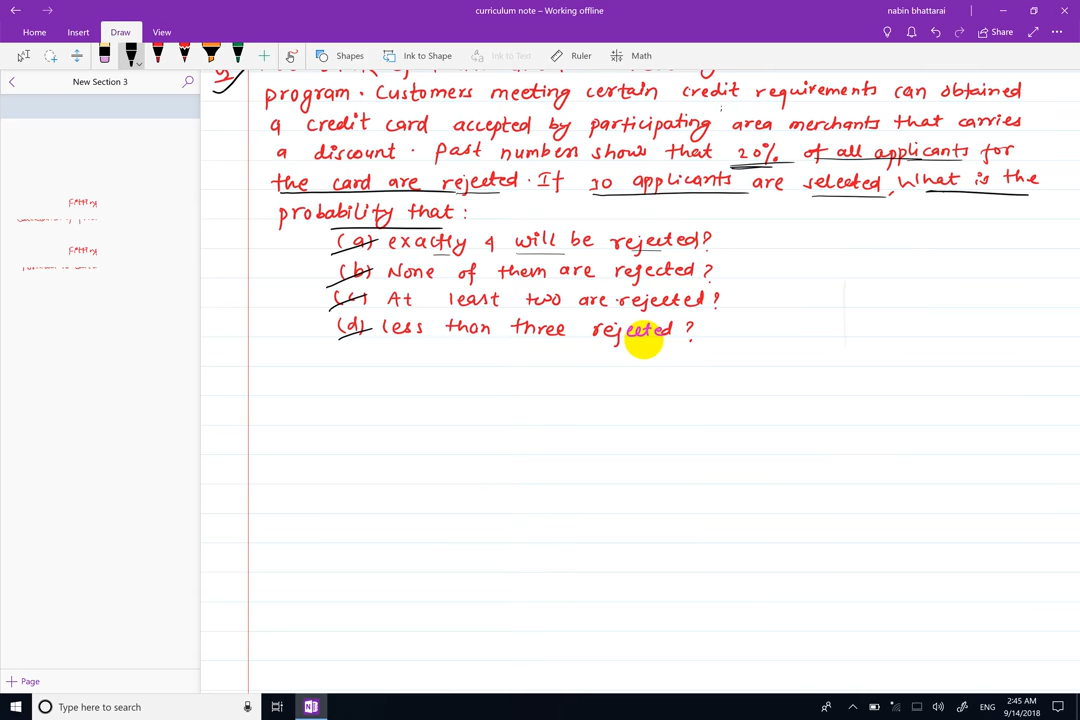 curriculum note – Working offline
nabin bhattarai
Home Insert Draw View
Share
Shapes
Ink to Shape
Ink to Text
Ruler
Math
New Section 3
program. Customers meeting certain credit requirements can obtained
a credit card accepted by participating area merchants that carries
a discount. Past numbers show that 20% of all applicants for
the card are rejected. If 10 applicants are selected, What is the
probability that:
(a) exactly 4 will be rejected?
(b) None of them are rejected?
(c) At least two are rejected?
(d) less than three rejected?
Page
Type here to search
ENG
2:45 AM
9/14/2018